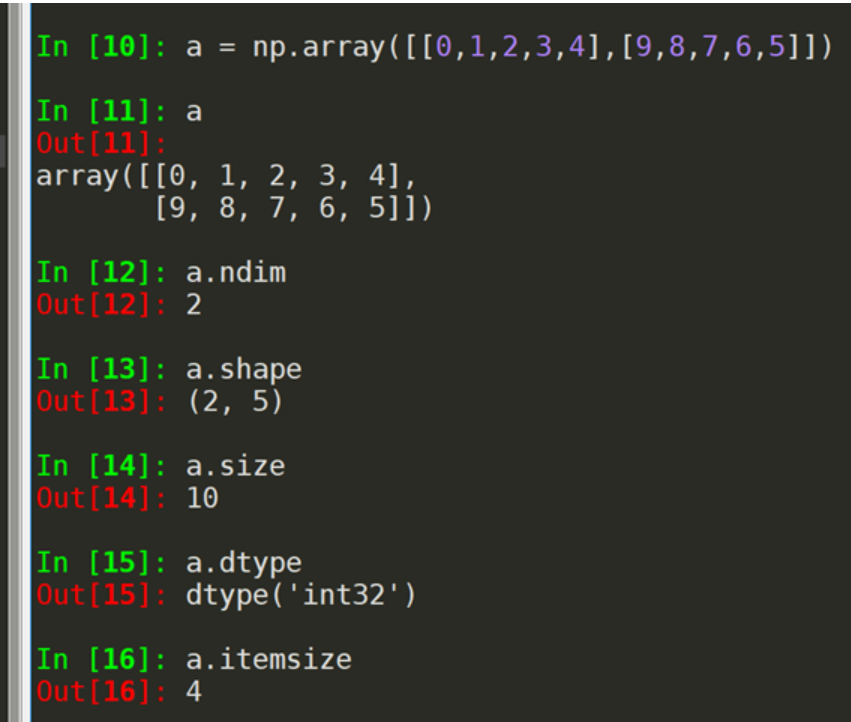 In [10]: a = np.array([[0,1,2,3,4],[9,8,7,6,5]])
In [11]: a
Out[11]:
array([[0, 1, 2, 3, 4],
       [9, 8, 7, 6, 5]])
In [12]: a.ndim
Out[12]: 2
In [13]: a.shape
Out[13]: (2, 5)
In [14]: a.size
Out[14]: 10
In [15]: a.dtype
Out[15]: dtype('int32')
In [16]: a.itemsize
Out[16]: 4